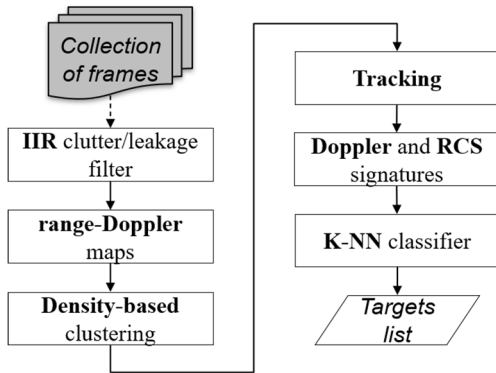 Collection
of frames
IIR clutter/leakage
filter
range-Doppler
maps
Density-based
clustering
Tracking
Doppler and RCS
signatures
K-NN classifier
Targets
list